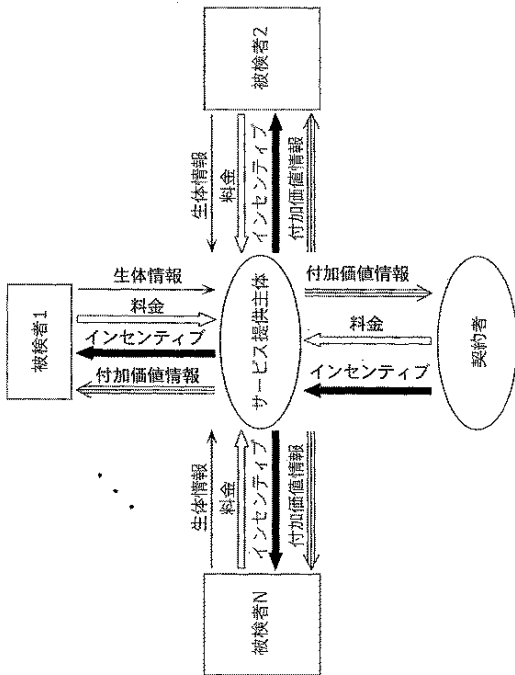 被検者1
生体情報
料金
インセンティブ
付加価値情報
被検者2
生体情報
料金
インセンティブ
付加価値情報
サービス提供主体
被検者N
生体情報
料金
インセンティブ
付加価値情報
付加価値情報
料金
インセンティブ
契約者